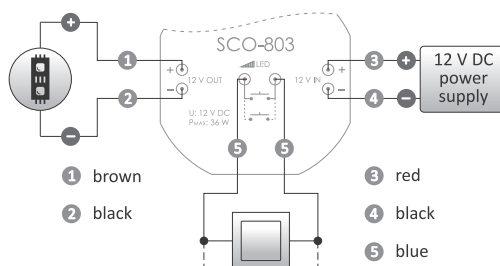 SCO-803
LED
+ 12 V OUT −
12 V IN + −
U: 12 V DC
PMAX: 36 W
12 V DC
power
supply
+
−
1
2
3 +
4 −
5 5
1 brown
2 black
3 red
4 black
5 blue